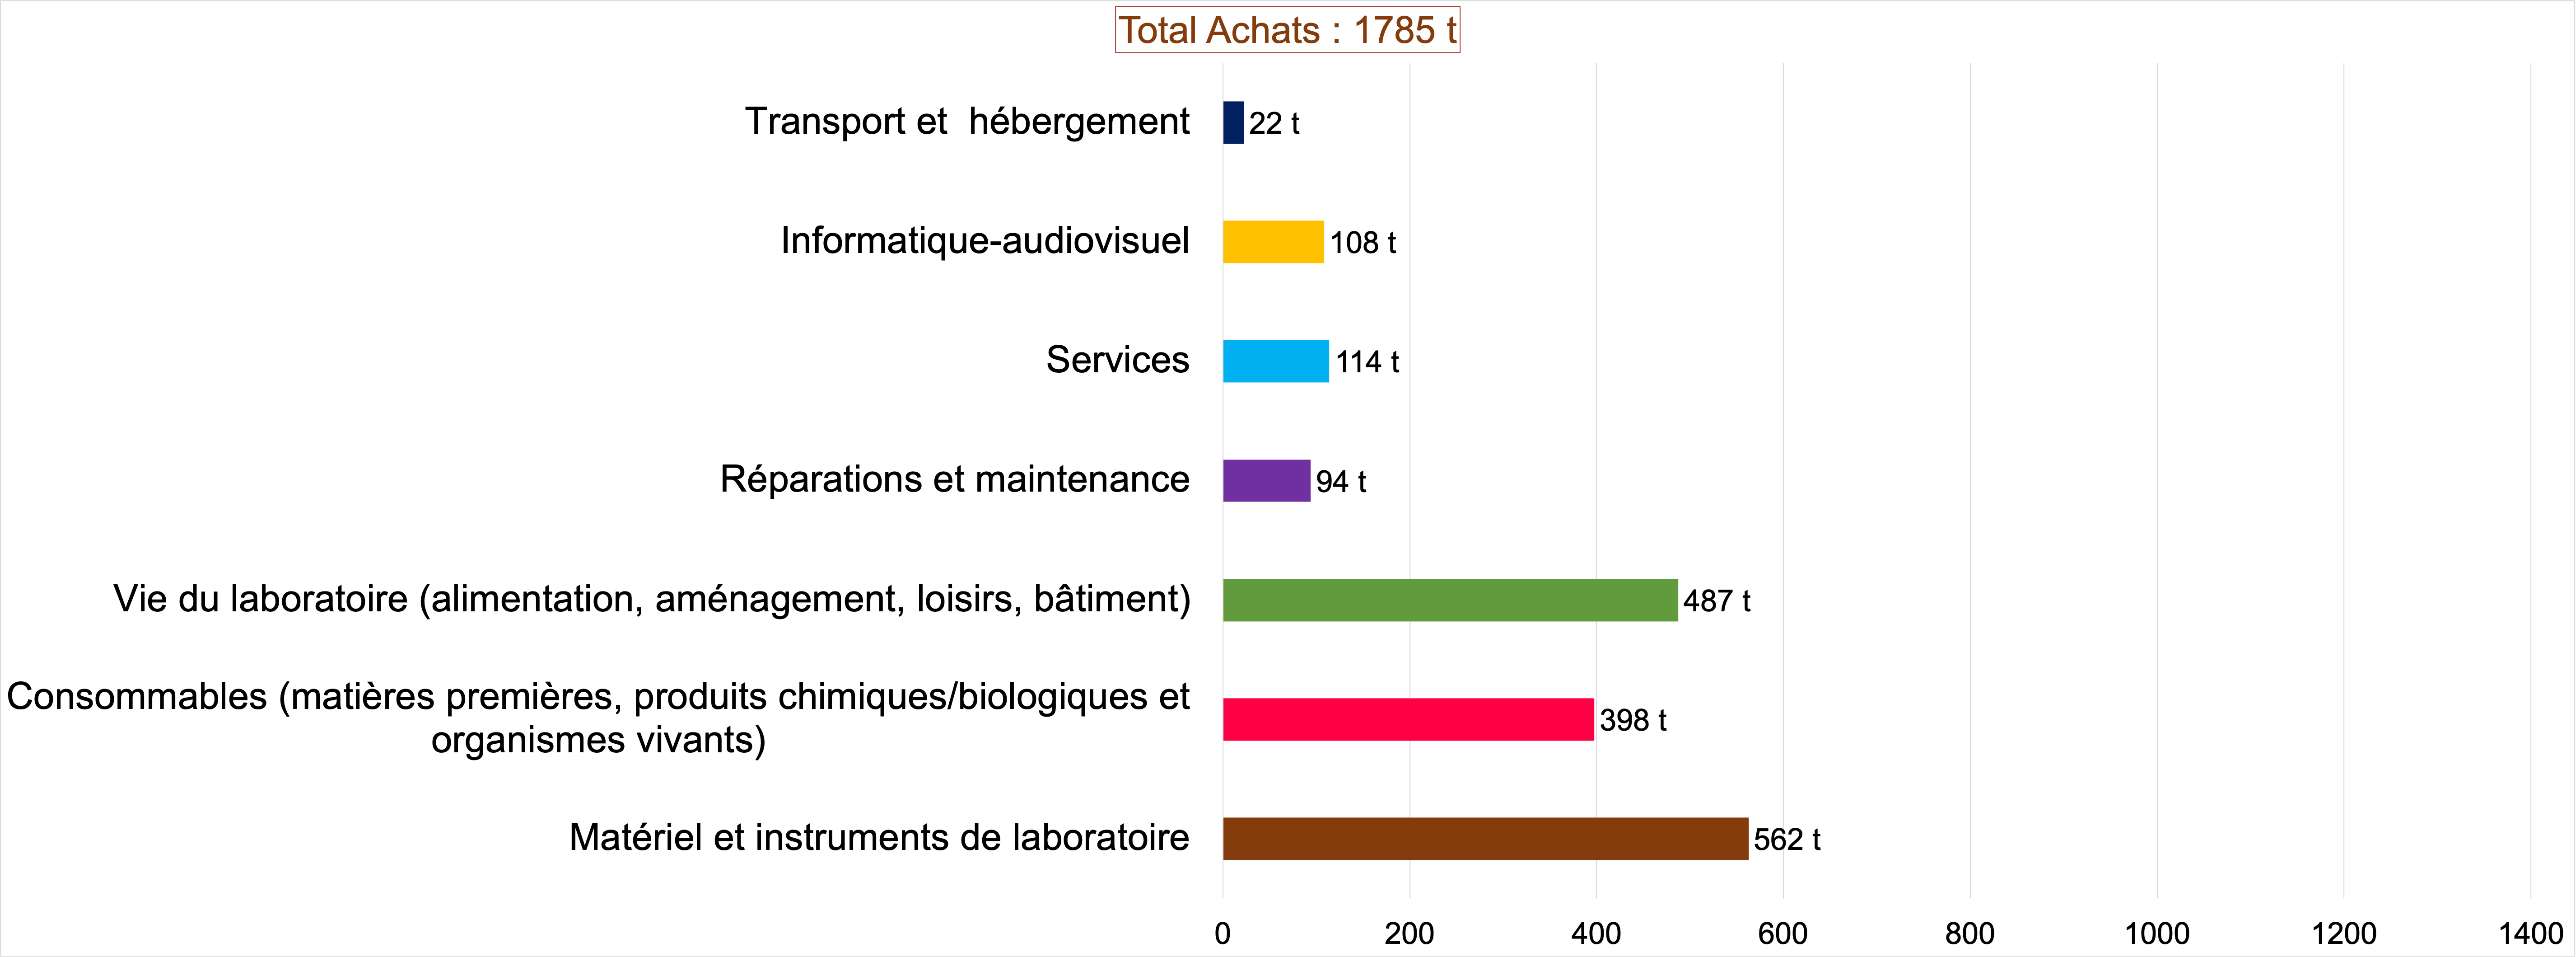 Total Achats : 1785 t
Transport et  hébergement
22 t
Informatique-audiovisuel
108 t
Services
114 t
Réparations et maintenance
94 t
Vie du laboratoire (alimentation, aménagement, loisirs, bâtiment)
487 t
Consommables (matières premières, produits chimiques/biologiques et
organismes vivants)
398 t
Matériel et instruments de laboratoire
562 t
0 200 400 600 800 1000 1200 1400